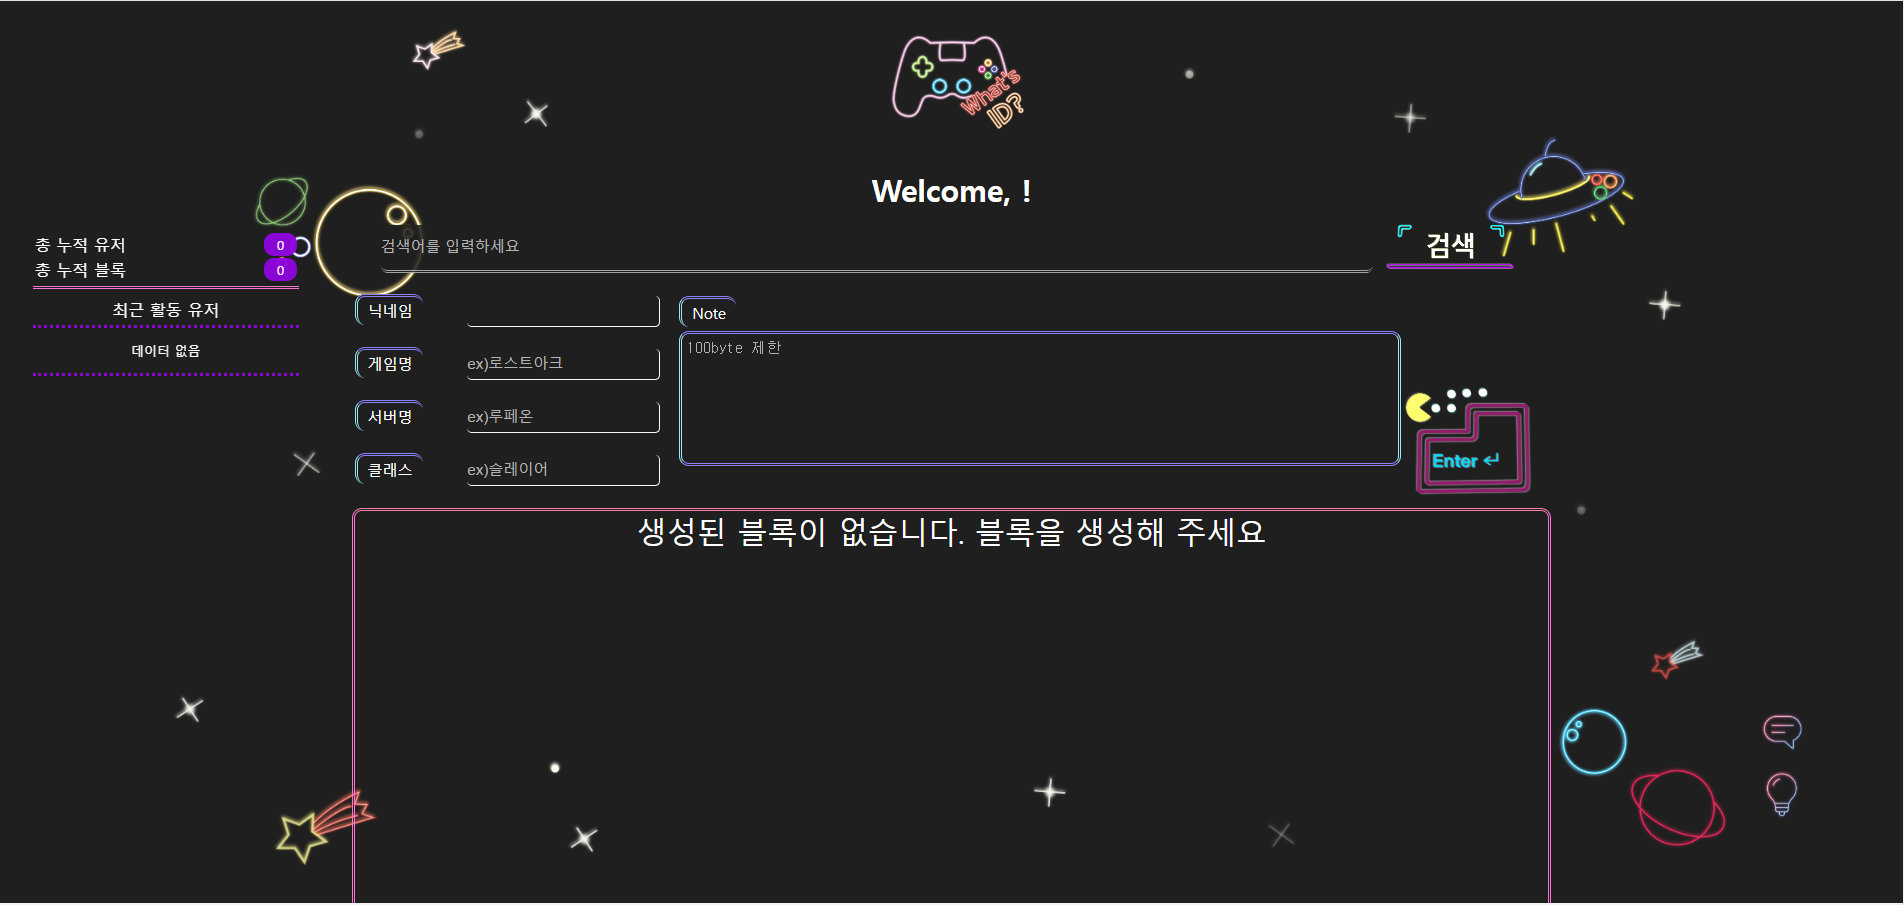 What's
ID?
Welcome, !
총 누적 유저 0
총 누적 블록 0
최근 활동 유저
데이터 없음
검색어를 입력하세요
검색
닉네임
게임명 ex)로스트아크
서버명 ex)루페온
클래스 ex)슬레이어
Note
100byte 제한
Enter ↵
생성된 블록이 없습니다. 블록을 생성해 주세요